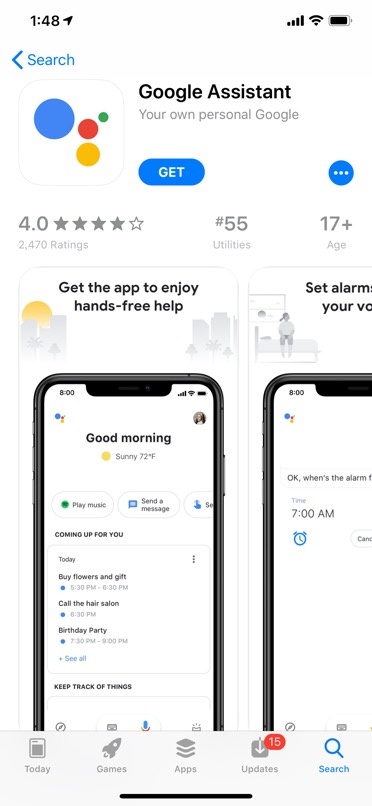 1:48
Search
Google Assistant
Your own personal Google
GET
4.0
#55
17+
2,470 Ratings
Utilities
Age
Get the app to enjoy
hands-free help
8:00
Good morning
Sunny 72°F
Play music
Send a
message
Se
COMING UP FOR YOU
Today
Buy flowers and gift
5:30 PM - 6:30 PM
Call the hair salon
6:30 PM
Birthday Party
7:30 PM - 9:00 PM
+ See all
KEEP TRACK OF THINGS
Set alarms
your vo
8:00
OK, when's the alarm f
Time
7:00 AM
Canc
Today
Games
Apps
15
Updates
Search